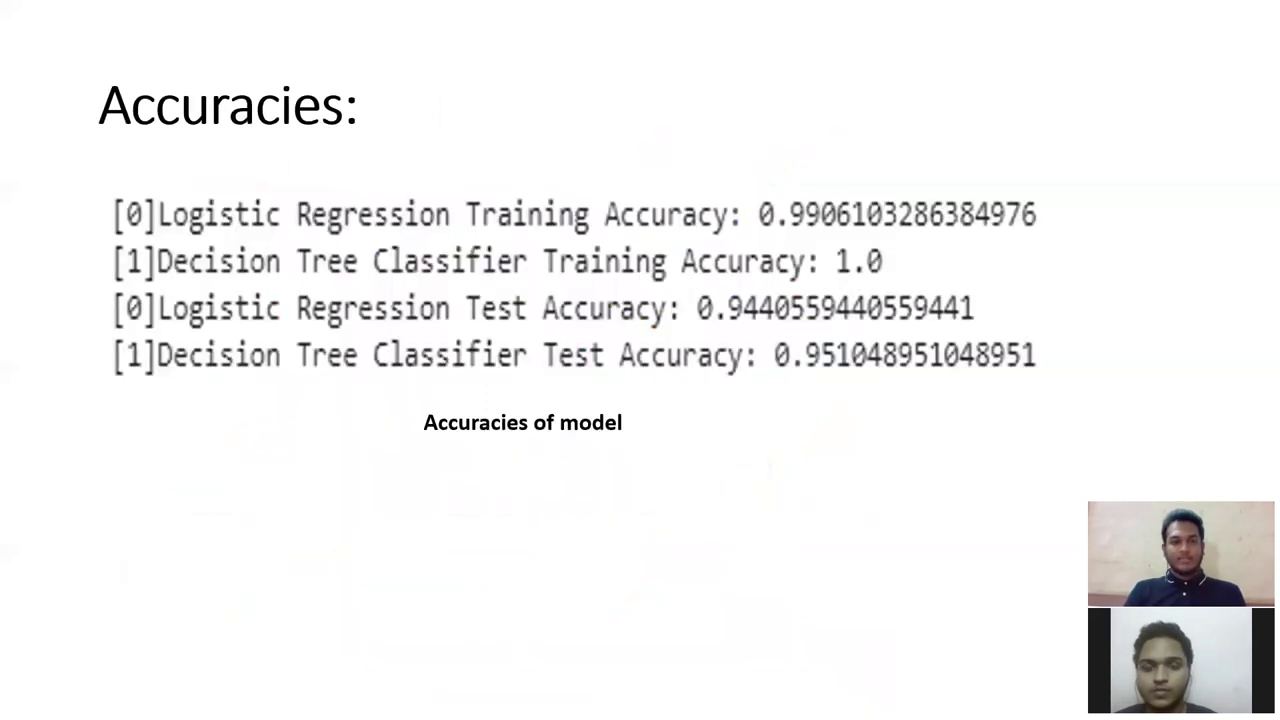 Accuracies:
[0]Logistic Regression Training Accuracy: 0.9906103286384976
[1]Decision Tree Classifier Training Accuracy: 1.0
[0]Logistic Regression Test Accuracy: 0.9440559440559441
[1]Decision Tree Classifier Test Accuracy: 0.951048951048951
Accuracies of model